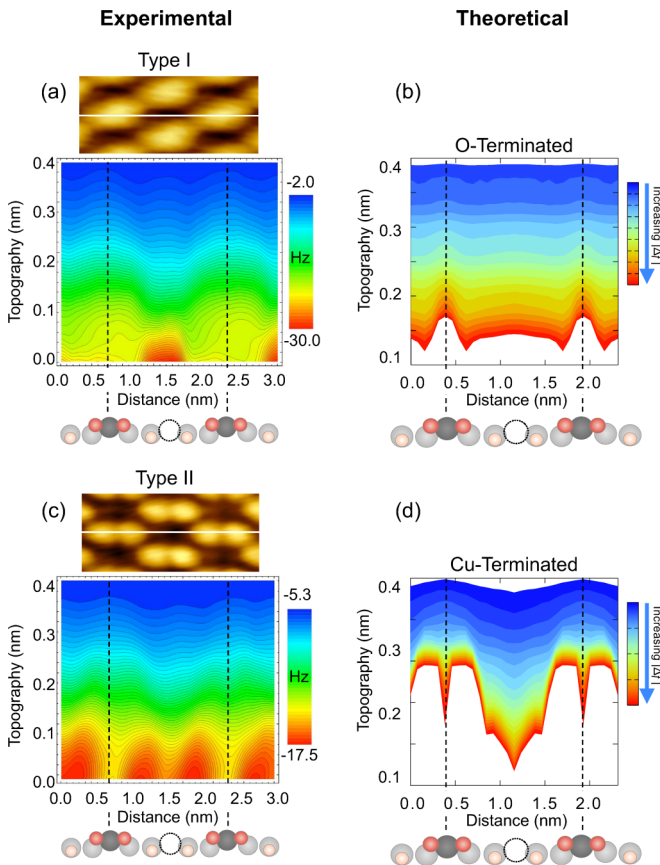 Experimental
Theoretical
Type I
(a)
(b)
O-Terminated
0.4
0.3
0.2
0.1
0.0
Topography (nm)
-2.0
Hz
-30.0
0.0 0.5 1.0 1.5 2.0 2.5 3.0
Distance (nm)
0.4
0.3
0.2
0.1
Topography (nm)
Increasing |Δf|
0.0 0.5 1.0 1.5 2.0
Distance (nm)
Type II
(c)
(d)
Cu-Terminated
0.4
0.3
0.2
0.1
0.0
Topography (nm)
-5.3
Hz
-17.5
0.0 0.5 1.0 1.5 2.0 2.5 3.0
Distance (nm)
0.4
0.3
0.2
0.1
Topography (nm)
Increasing |Δf|
0.0 0.5 1.0 1.5 2.0
Distance (nm)